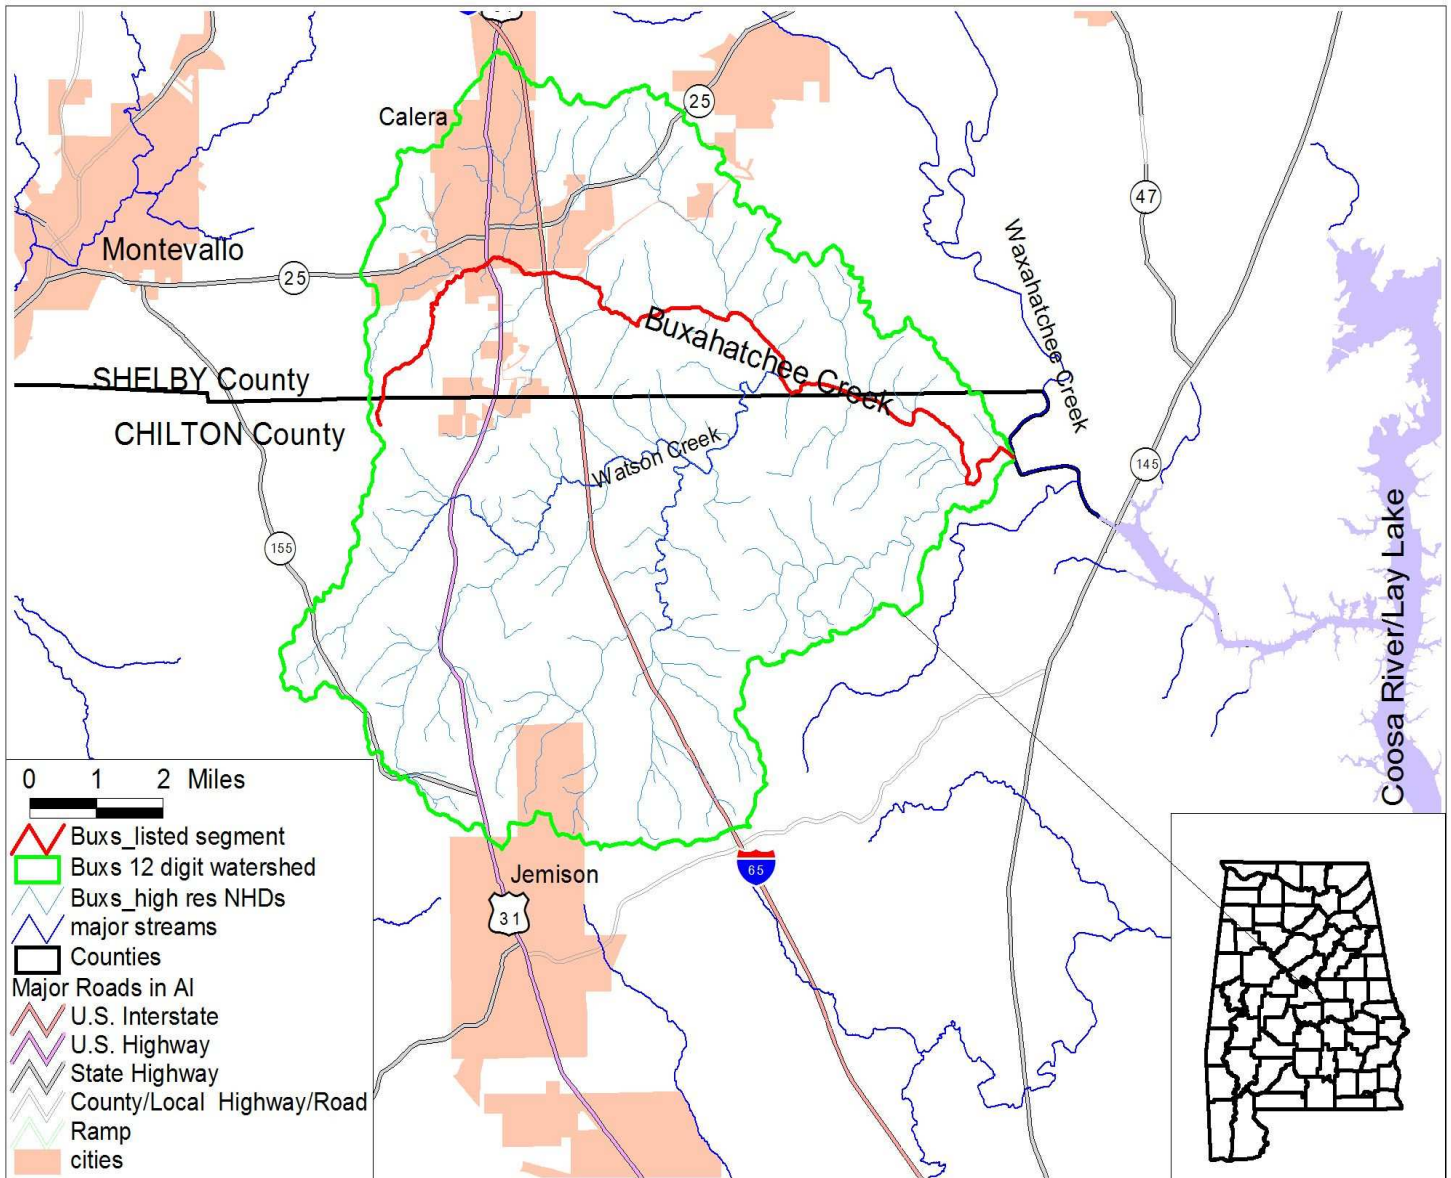 Calera
25
47
Montevallo
25
Waxahatchee Creek
Buxahatchee Creek
SHELBY County
CHILTON County
Watson Creek
145
155
Coosa River/Lay Lake
0 1 2 Miles
Buxs_listed segment
Buxs 12 digit watershed
Buxs_high res NHDs
major streams
Counties
Major Roads in Al
U.S. Interstate
U.S. Highway
State Highway
County/Local Highway/Road
Ramp
cities
65
Jemison
31